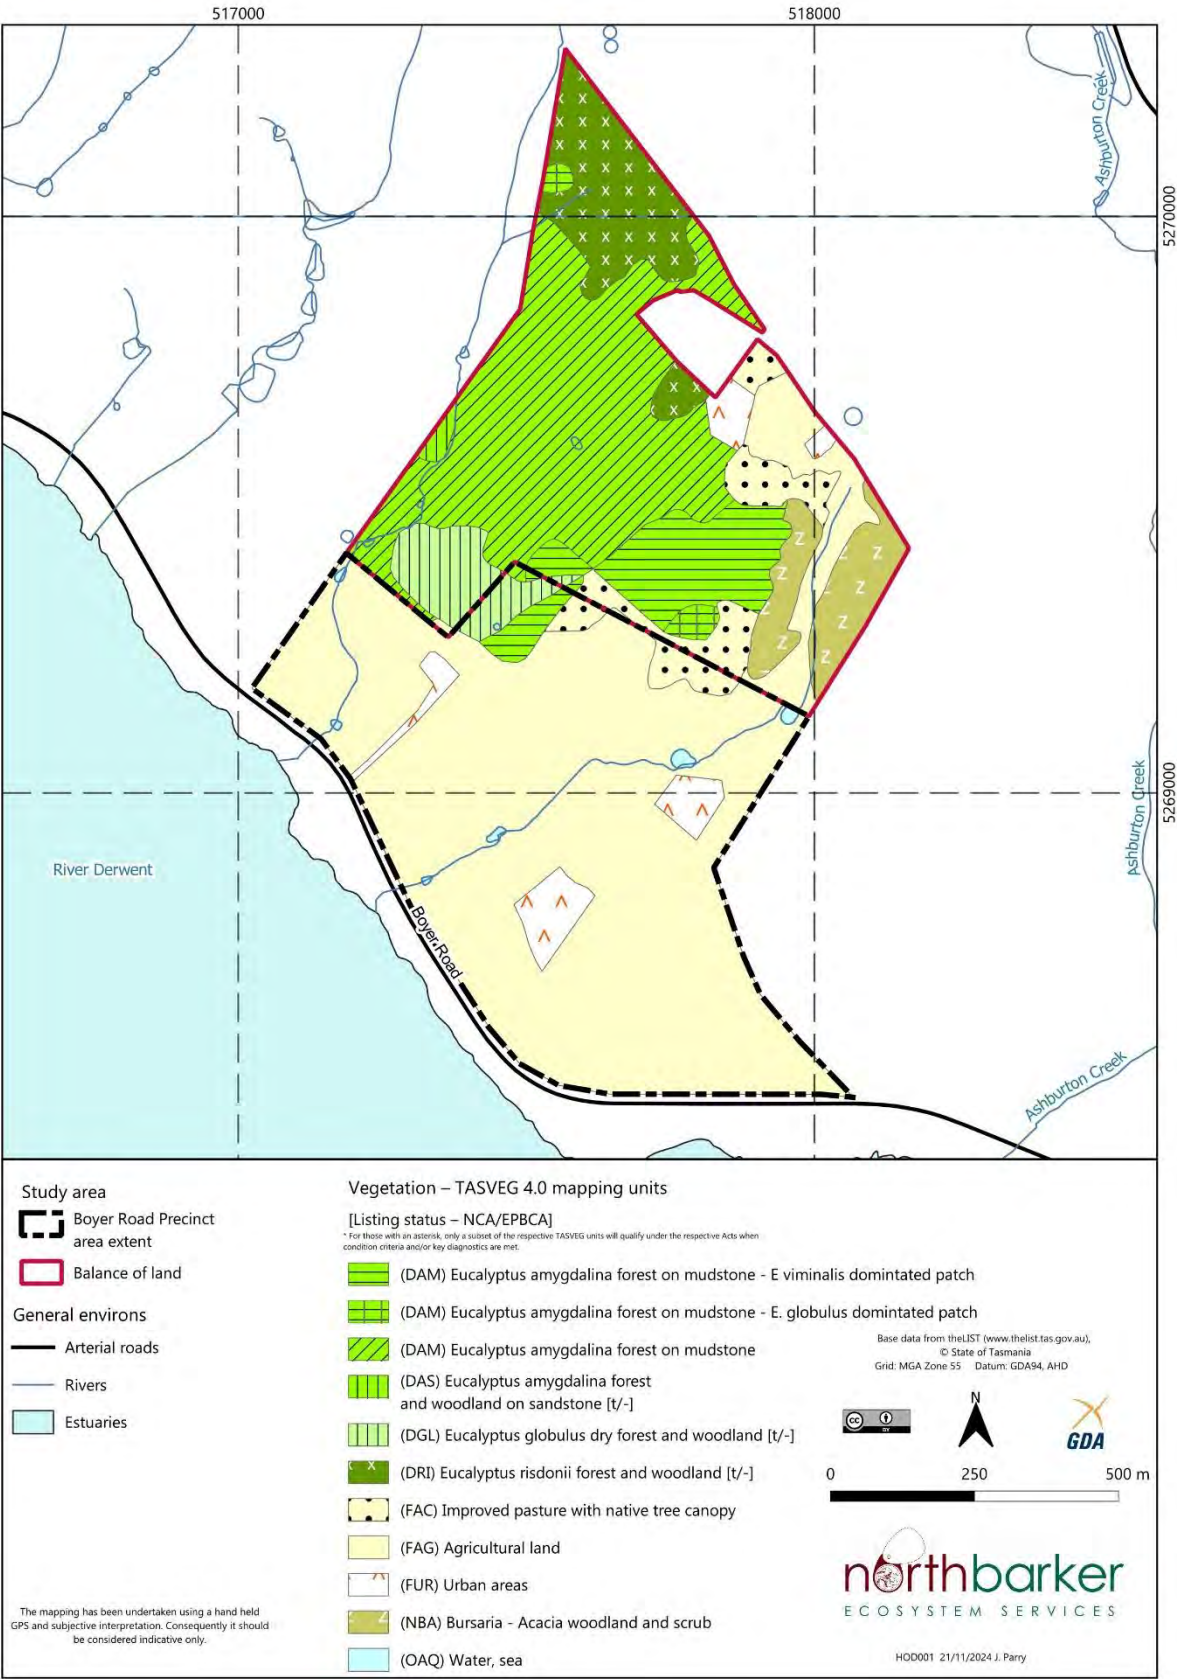 517000
518000
Ashburton Creek
5270000
5269000
Ashburton Creek
River Derwent
Boyer Road
Ashburton Creek
Study area
Boyer Road Precinct
area extent
Balance of land
General environs
Arterial roads
Rivers
Estuaries
The mapping has been undertaken using a hand held
GPS and subjective interpretation. Consequently it should
be considered indicative only.
Vegetation – TASVEG 4.0 mapping units
[Listing status – NCA/EPBCA]
* For those with an asterisk, only a subset of the respective TASVEG units will qualify under the respective Acts when
condition criteria and/or key diagnostics are met.
(DAM) Eucalyptus amygdalina forest on mudstone - E viminalis domintated patch
(DAM) Eucalyptus amygdalina forest on mudstone - E. globulus domintated patch
(DAM) Eucalyptus amygdalina forest on mudstone
(DAS) Eucalyptus amygdalina forest
and woodland on sandstone [t/-]
(DGL) Eucalyptus globulus dry forest and woodland [t/-]
(DRI) Eucalyptus risdonii forest and woodland [t/-]
(FAC) Improved pasture with native tree canopy
(FAG) Agricultural land
(FUR) Urban areas
(NBA) Bursaria - Acacia woodland and scrub
(OAQ) Water, sea
Base data from theLIST (www.thelist.tas.gov.au),
© State of Tasmania
Grid: MGA Zone 55 Datum: GDA94, AHD
cc
BY
N
GDA
0 250 500 m
northbarker
ECOSYSTEM SERVICES
HOD001 21/11/2024 J. Parry